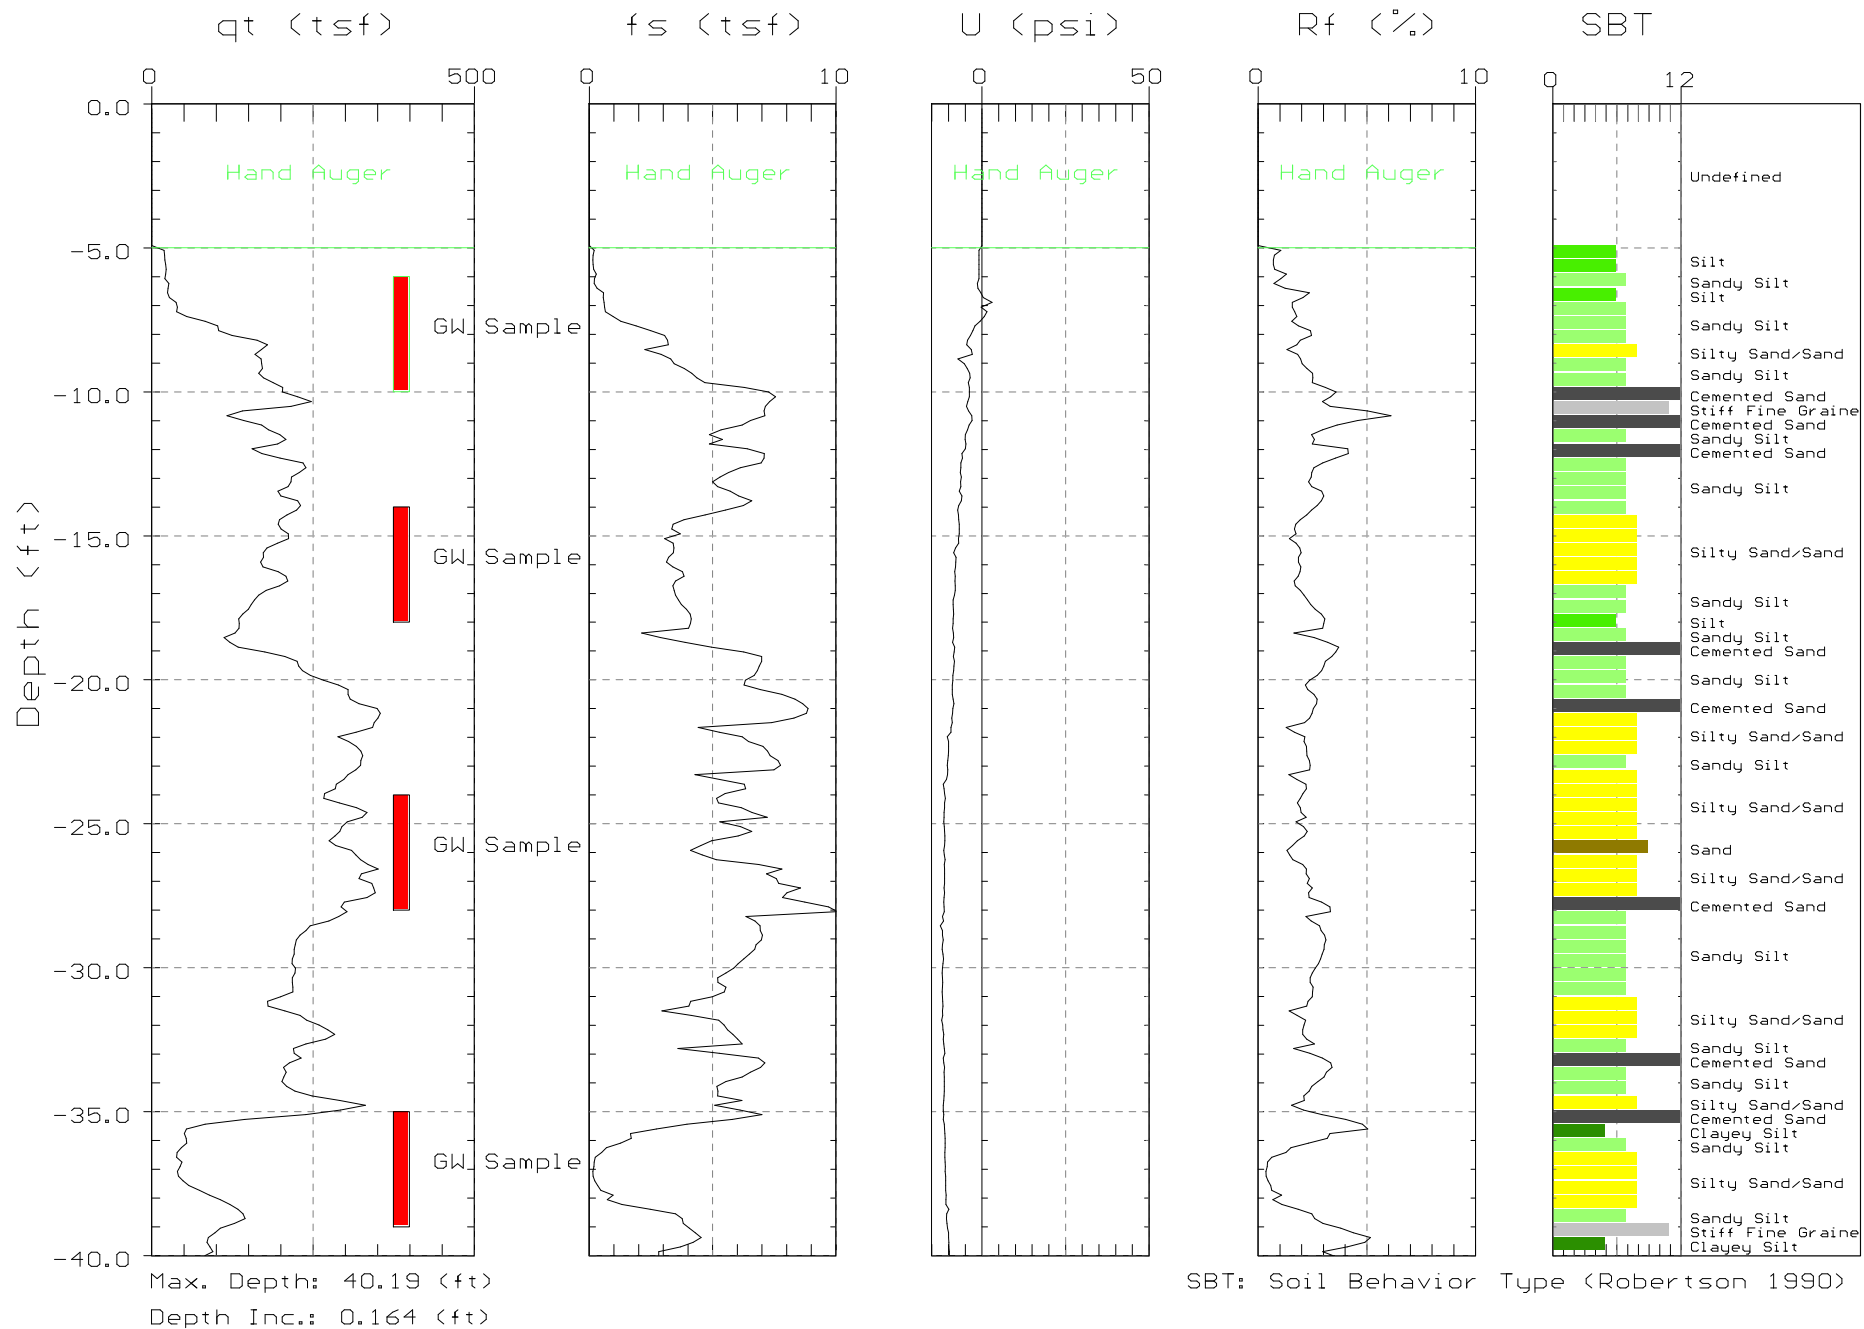 qt (tsf) fs (tsf) U (psi) Rf (%) SBT
0 500 0 10 0 50 0 10 0 12
0.0
Hand Auger Hand Auger Hand Auger Hand Auger
Undefined
-5.0
Silt
Sandy Silt
Silt
GW Sample
Sandy Silt
Silty Sand/Sand
Sandy Silt
-10.0
Cemented Sand
Stiff Fine Graine
Cemented Sand
Sandy Silt
Cemented Sand
Sandy Silt
-15.0
GW Sample
Silty Sand/Sand
Sandy Silt
Silt
Sandy Silt
Cemented Sand
Depth (ft)
-20.0
Sandy Silt
Cemented Sand
Silty Sand/Sand
Sandy Silt
Silty Sand/Sand
-25.0
GW Sample
Sand
Silty Sand/Sand
Cemented Sand
Sandy Silt
-30.0
Silty Sand/Sand
Sandy Silt
Cemented Sand
Sandy Silt
Silty Sand/Sand
-35.0
Cemented Sand
Clayey Silt
Sandy Silt
GW Sample
Silty Sand/Sand
Sandy Silt
Stiff Fine Graine
Clayey Silt
-40.0
Max. Depth: 40.19 (ft)
Depth Inc.: 0.164 (ft)
SBT: Soil Behavior Type (Robertson 1990)